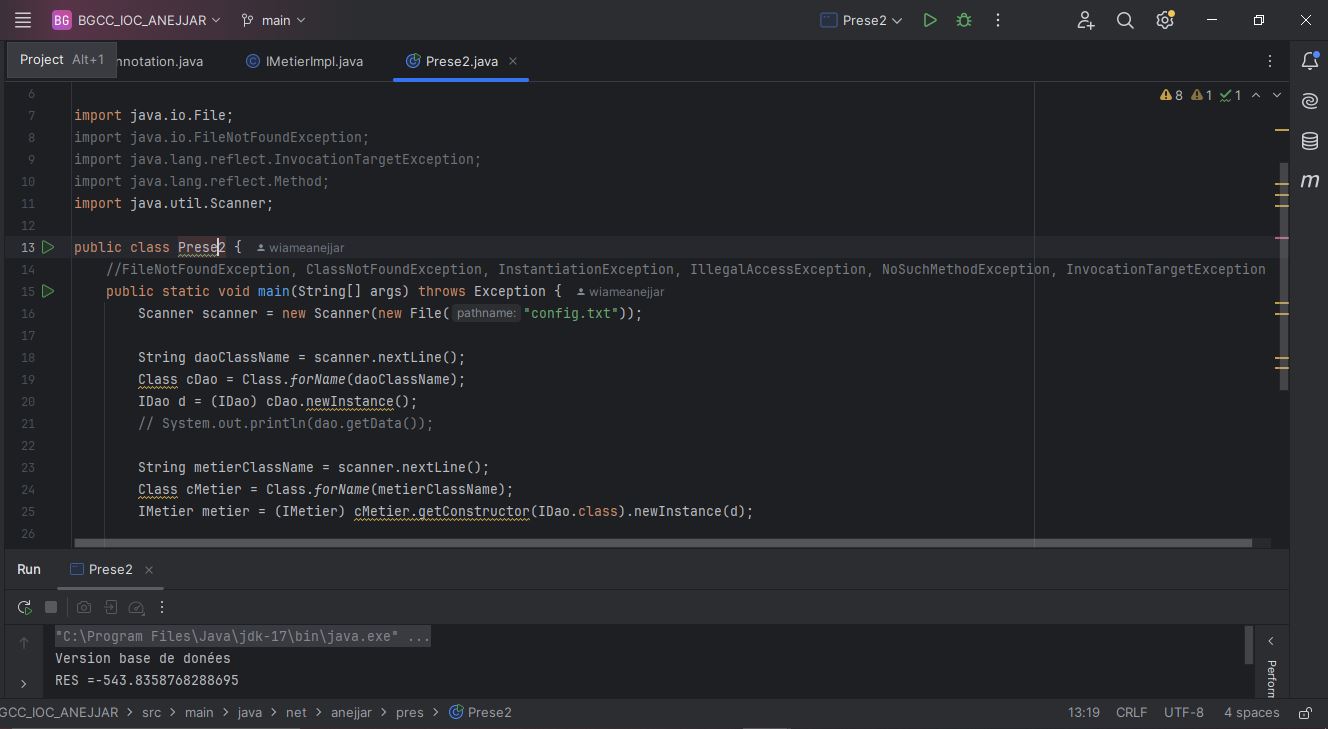 BG BGCC_IOC_ANEJJAR main Prese2
Project Alt+1 nnotation.java IMetierImpl.java Prese2.java
6 8 1 1
7 import java.io.File;
8 import java.io.FileNotFoundException;
9 import java.lang.reflect.InvocationTargetException;
10 import java.lang.reflect.Method;
11 import java.util.Scanner;
12
13 public class Prese2 { wiameanejjar
14 //FileNotFoundException, ClassNotFoundException, InstantiationException, IllegalAccessException, NoSuchMethodException, InvocationTargetException
15 public static void main(String[] args) throws Exception { wiameanejjar
16 Scanner scanner = new Scanner(new File( pathname: "config.txt"));
17
18 String daoClassName = scanner.nextLine();
19 Class cDao = Class.forName(daoClassName);
20 IDao d = (IDao) cDao.newInstance();
21 // System.out.println(dao.getData());
22
23 String metierClassName = scanner.nextLine();
24 Class cMetier = Class.forName(metierClassName);
25 IMetier metier = (IMetier) cMetier.getConstructor(IDao.class).newInstance(d);
26
Run Prese2
"C:\Program Files\Java\jdk-17\bin\java.exe" ...
Version base de donées
RES =-543.8358768288695
Perform
GCC_IOC_ANEJJAR > src > main > java > net > anejjar > pres > Prese2 13:19 CRLF UTF-8 4 spaces